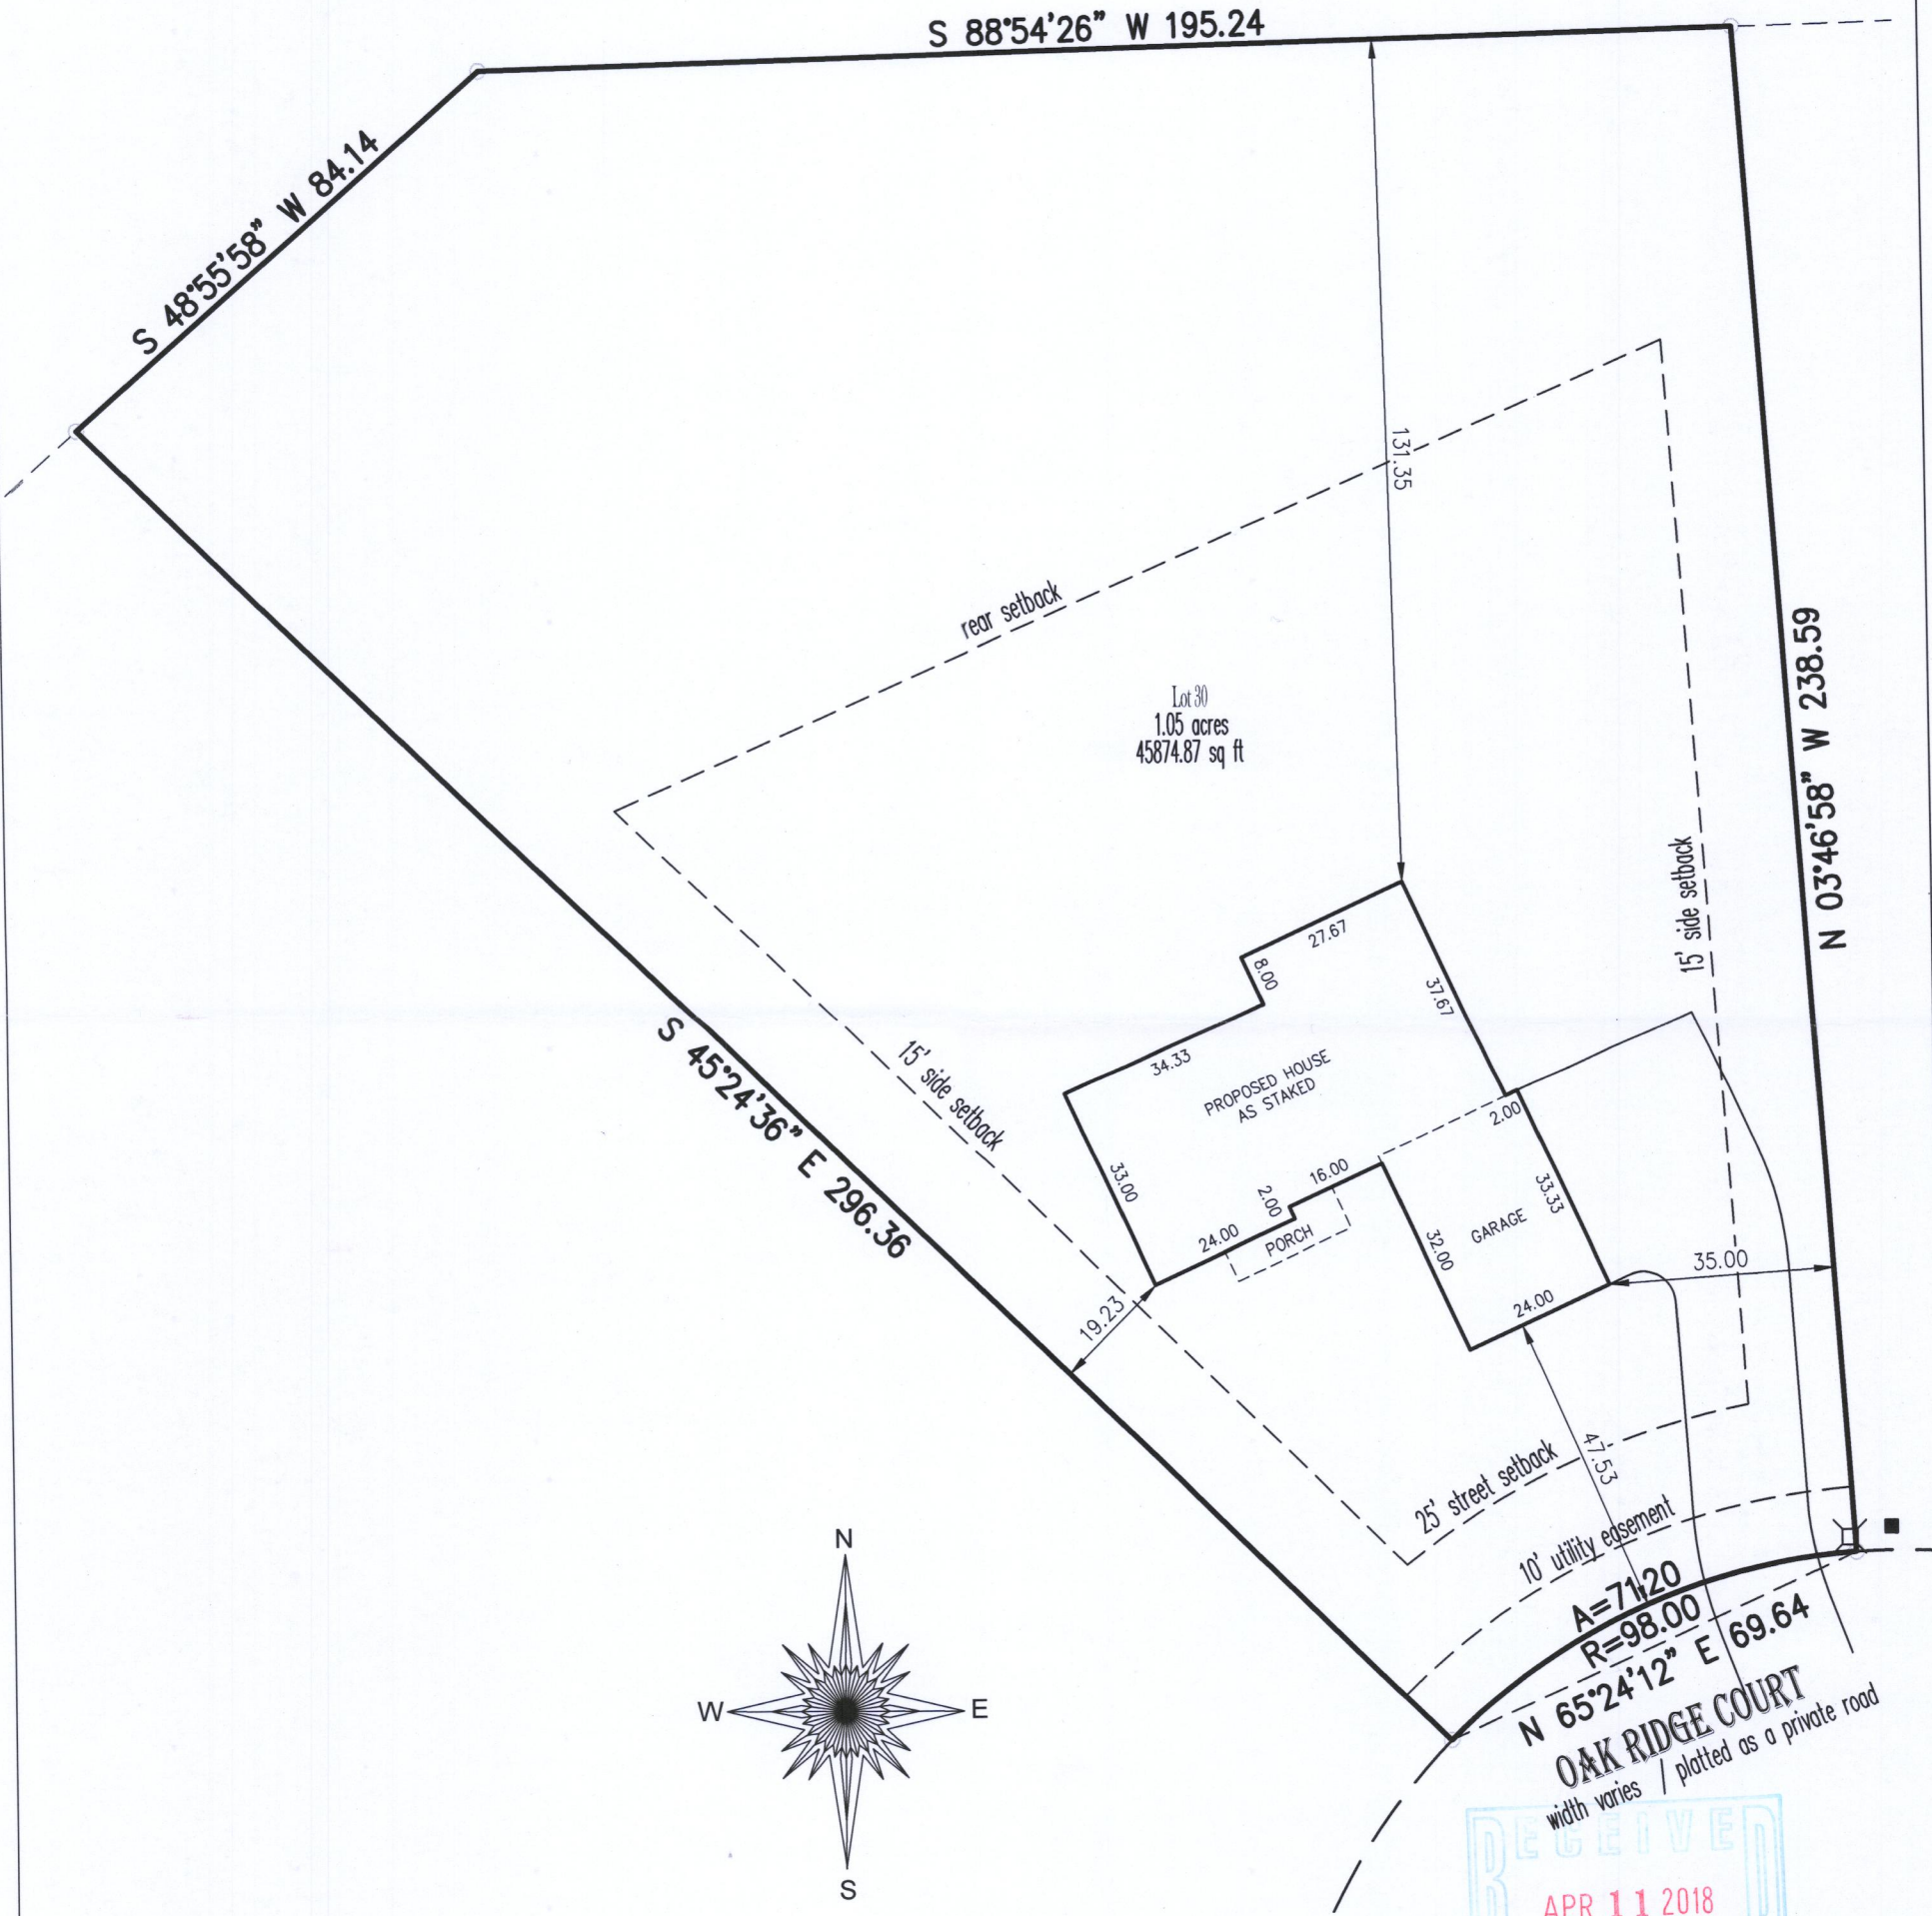 S 88°54'26" W 195.24
S 48°55'58" W 84.14
131.35
rear setback
Lot 30
1.05 acres
45874.87 sq ft
N 03°46'58" W 238.59
15' side setback
27.67
8.00
37.67
34.33
PROPOSED HOUSE
AS STAKED
2.00
15' side setback
S 45°24'36" E 296.36
33.00
16.00
2.00
24.00
PORCH
33.33
GARAGE
32.00
35.00
24.00
19.23
47.53
25' street setback
10' utility easement
A=71.20
R=98.00
N 65°24'12" E 69.64
OAK RIDGE COURT
width varies / platted as a private road
N
W
E
S
RECEIVED
APR 11 2018